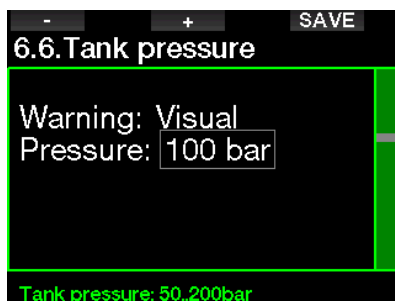 - + SAVE
6.6.Tank pressure
Warning: Visual
Pressure: 100 bar
Tank pressure: 50..200bar